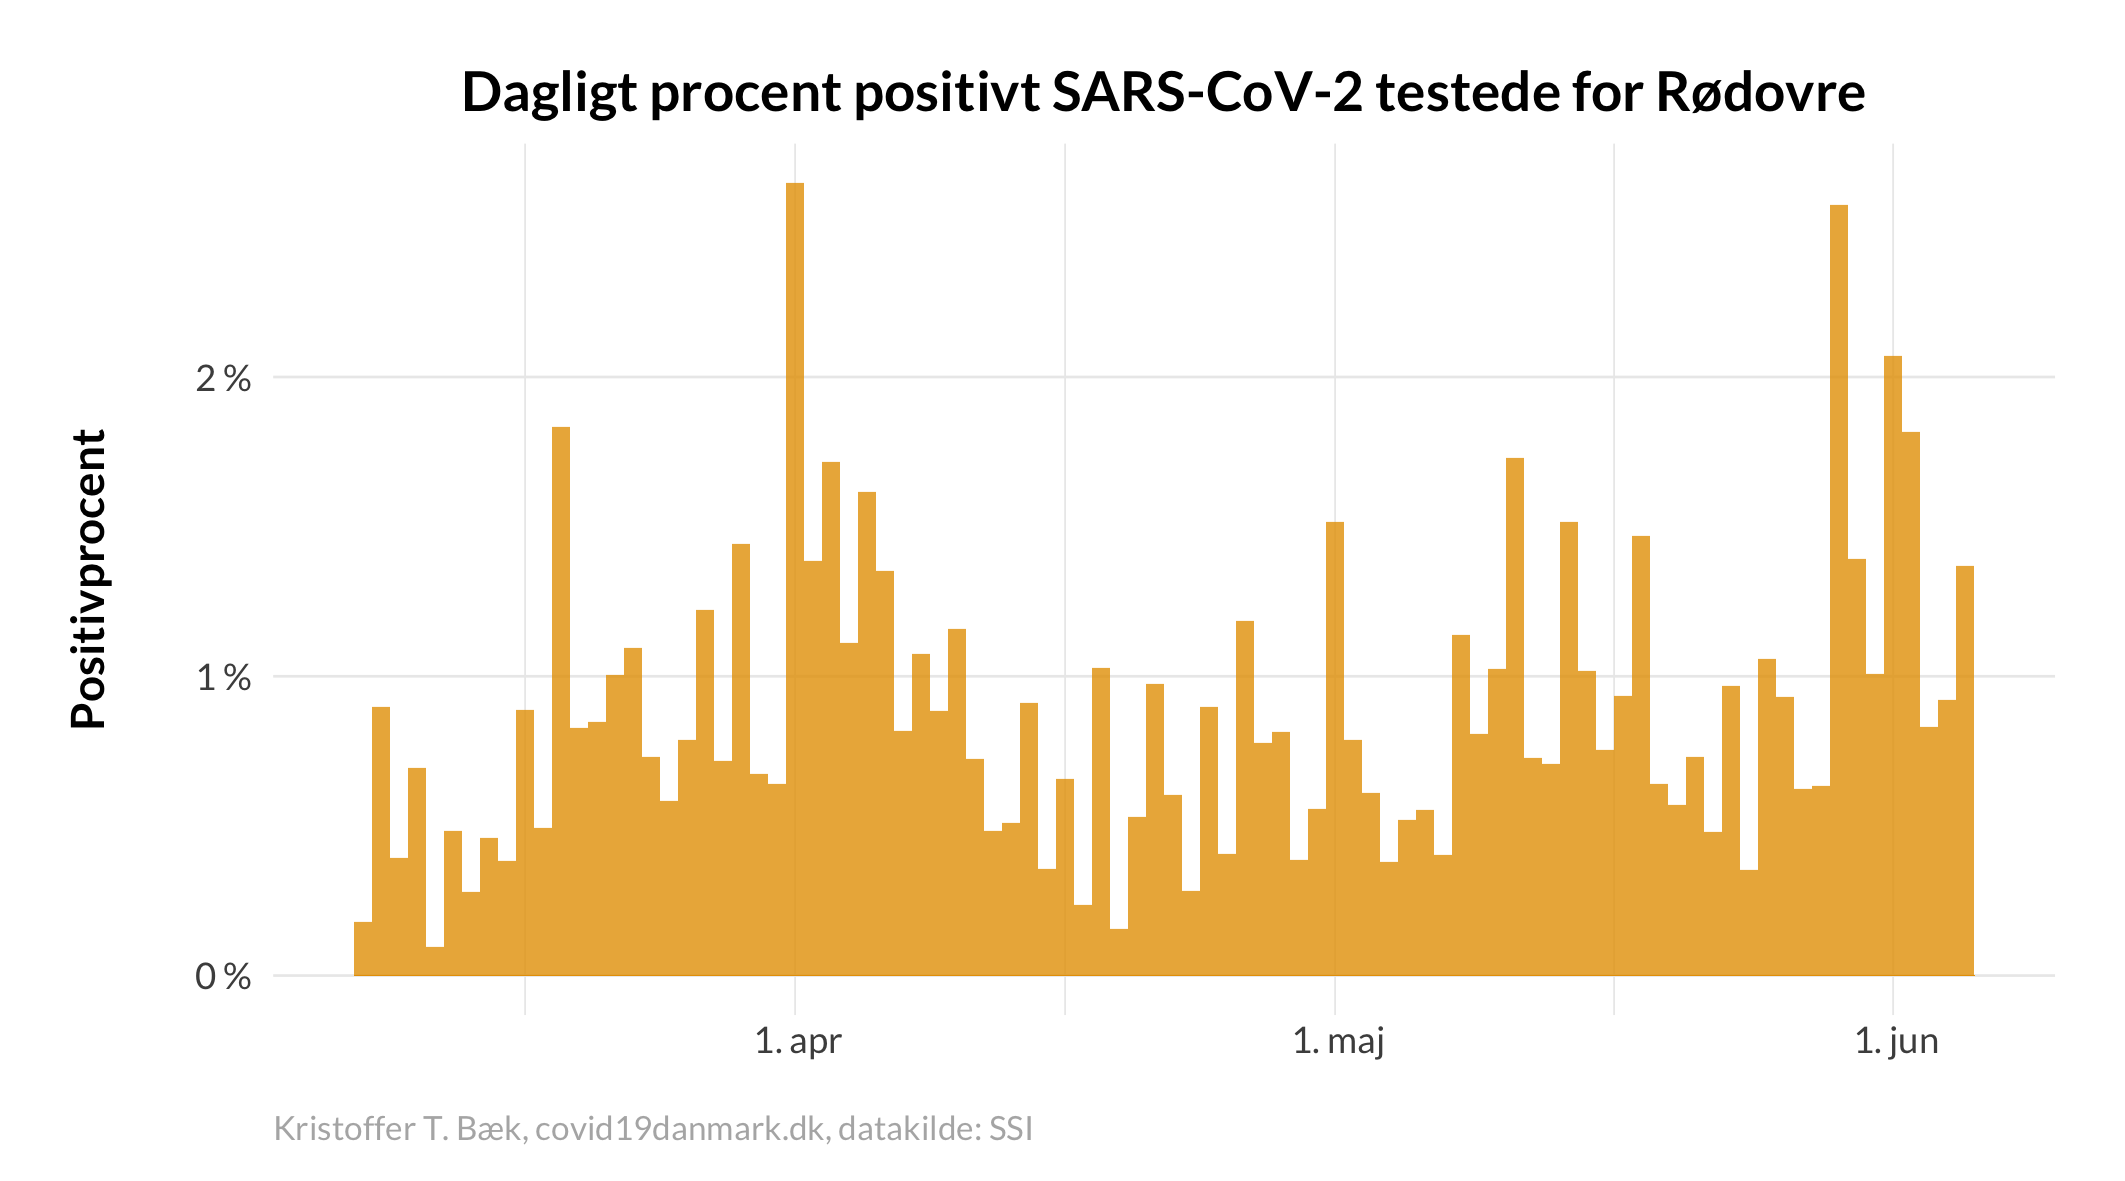 Dagligt procent positivt SARS-CoV-2 testede for Rødovre
Positivprocent
2 %
1 %
0 %
1. apr
1. maj
1. jun
Kristoffer T. Bæk, covid19danmark.dk, datakilde: SSI